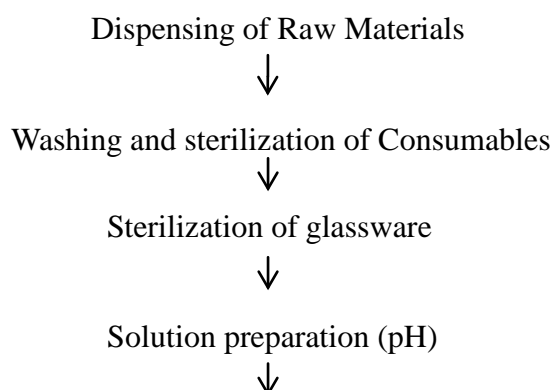 Dispensing of Raw Materials
Washing and sterilization of Consumables
Sterilization of glassware
Solution preparation (pH)